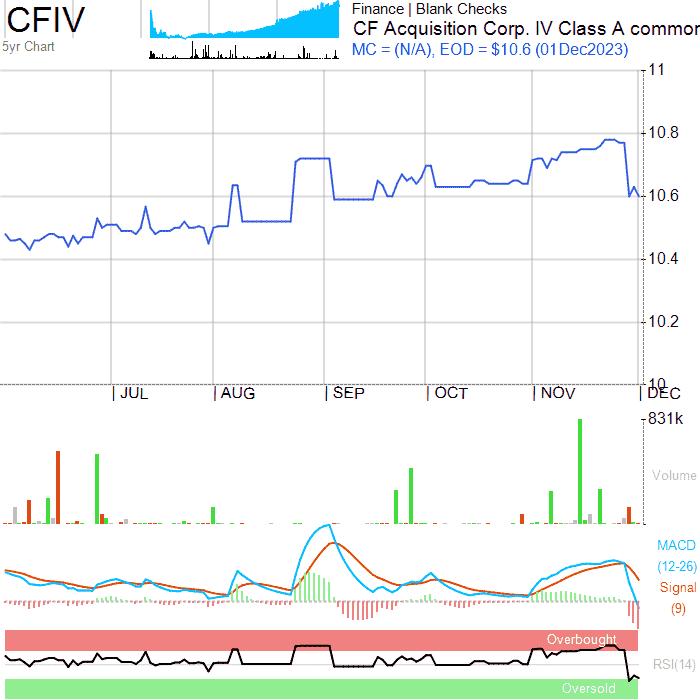 CFIV
5yr Chart
Finance | Blank Checks
CF Acquisition Corp. IV Class A common
MC = (N/A), EOD = $10.6 (01Dec2023)
11
10.8
10.6
10.4
10.2
10
JUL AUG SEP OCT NOV DEC
831k
Volume
MACD
(12-26)
Signal
(9)
Overbought
RSI(14)
Oversold